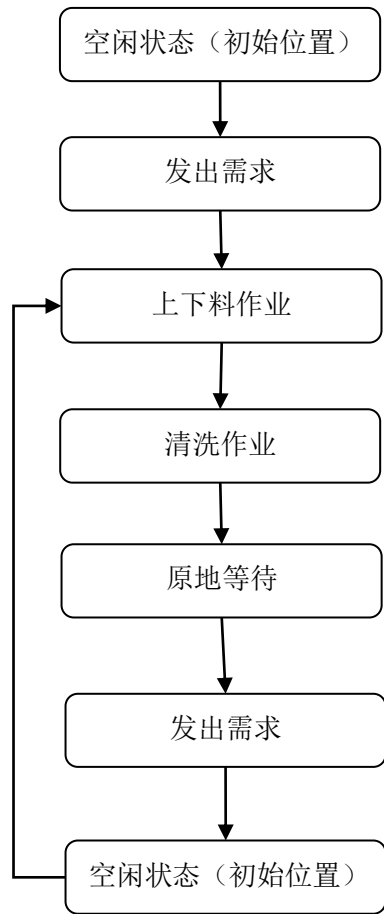 空闲状态（初始位置）
发出需求
上下料作业
清洗作业
原地等待
发出需求
空闲状态（初始位置）